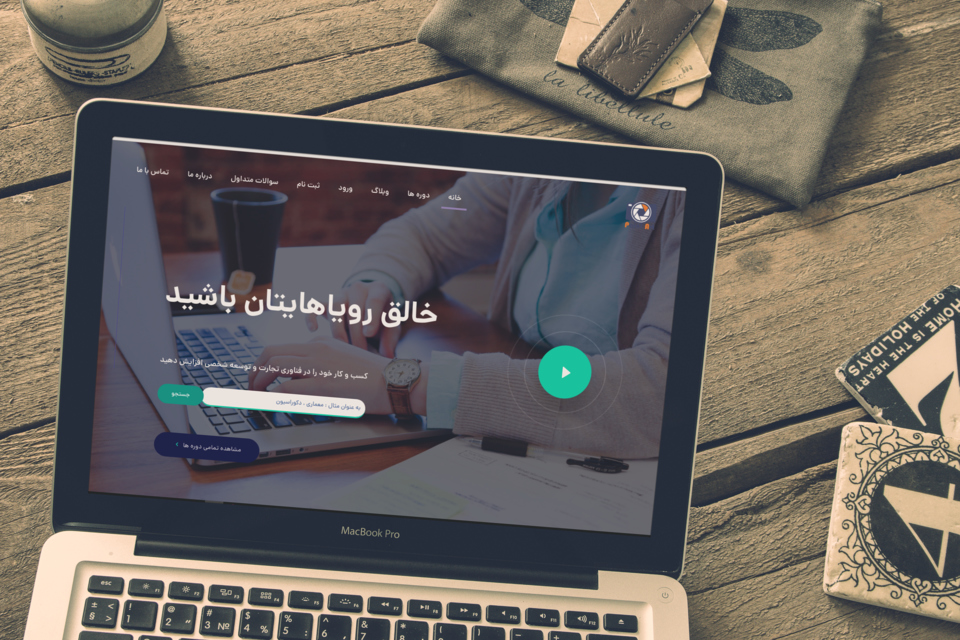 la libellule
خانه
دوره ها
وبلاگ
ورود
ثبت نام
سوالات متداول
درباره ما
تماس با ما
P B
خالق رویاهایتان باشید
کسب و کار خود را در فناوری تجارت و توسعه شخصی افزایش دهید
به عنوان مثال : معماری ، دکوراسیون
جستجو
مشاهده تمامی دوره ها
HOME IS THE HEART
OF THE HOLIDAYS
MacBook Pro
esc